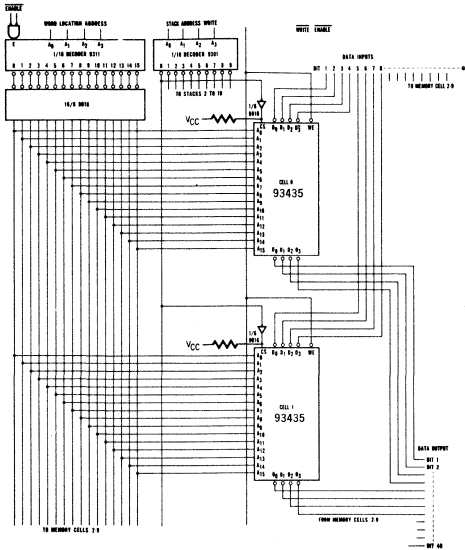 ENABLE
WORD LOCATION ADDRESS
STACK ADDRESS WRITE
WRITE ENABLE
E A0 A1 A2 A3
1/16 DECODER 9311
0 1 2 3 4 5 6 7 8 9 10 11 12 13 14 15
A0 A1 A2 A3
1/10 DECODER 9301
0 1 2 3 4 5 6 7 8 9
TO STACKS 2 TO 10
DATA INPUTS
BIT 1 2 3 4 5 6 7 8
TO MEMORY CELL 2-9
16/6 9016
1/6
9016
VCC
CS D0 D1 D2 D3 WE
A0
A1
A2
A3
A4
A5
A6
A7
A8
A9
A10
A11
A12
A13
A14
A15
CELL 0
93435
O0 O1 O2 O3
1/6
9016
VCC
CS D0 D1 D2 D3 WE
A0
A1
A2
A3
A4
A5
A6
A7
A8
A9
A10
A11
A12
A13
A14
A15
CELL 1
93435
O0 O1 O2 O3
DATA OUTPUT
BIT 1
BIT 2
TO MEMORY CELLS 2-9
FROM MEMORY CELLS 2-9
BIT 40